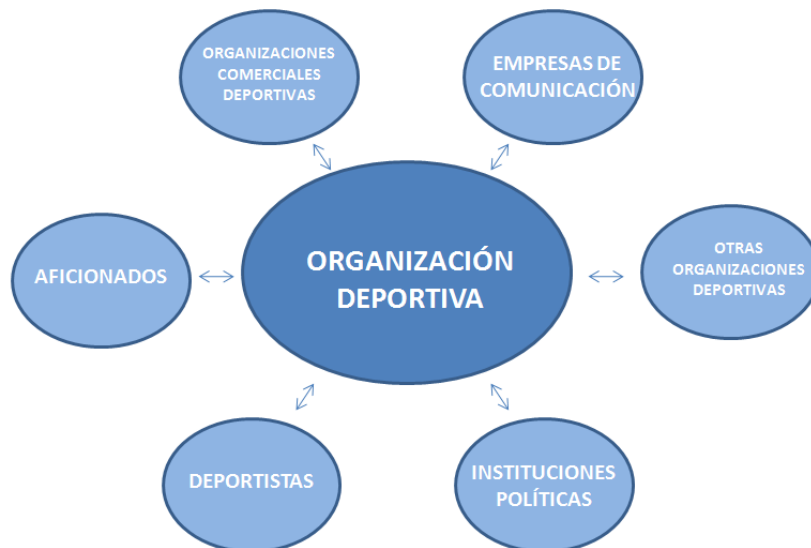 ORGANIZACIONES
COMERCIALES
DEPORTIVAS
EMPRESAS DE
COMUNICACIÓN
AFICIONADOS
ORGANIZACIÓN
DEPORTIVA
OTRAS
ORGANIZACIONES
DEPORTIVAS
DEPORTISTAS
INSTITUCIONES
POLÍTICAS